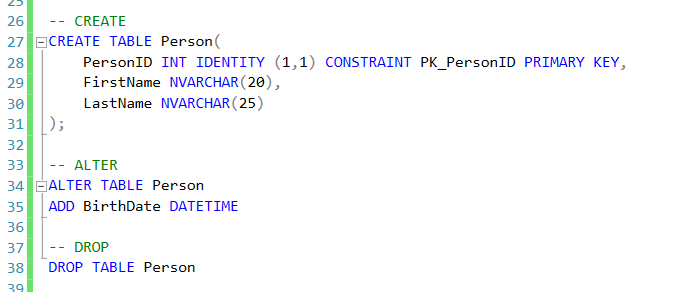 25
26 -- CREATE
27 CREATE TABLE Person(
28 PersonID INT IDENTITY (1,1) CONSTRAINT PK_PersonID PRIMARY KEY,
29 FirstName NVARCHAR(20),
30 LastName NVARCHAR(25)
31 );
32
33 -- ALTER
34 ALTER TABLE Person
35 ADD BirthDate DATETIME
36
37 -- DROP
38 DROP TABLE Person
39